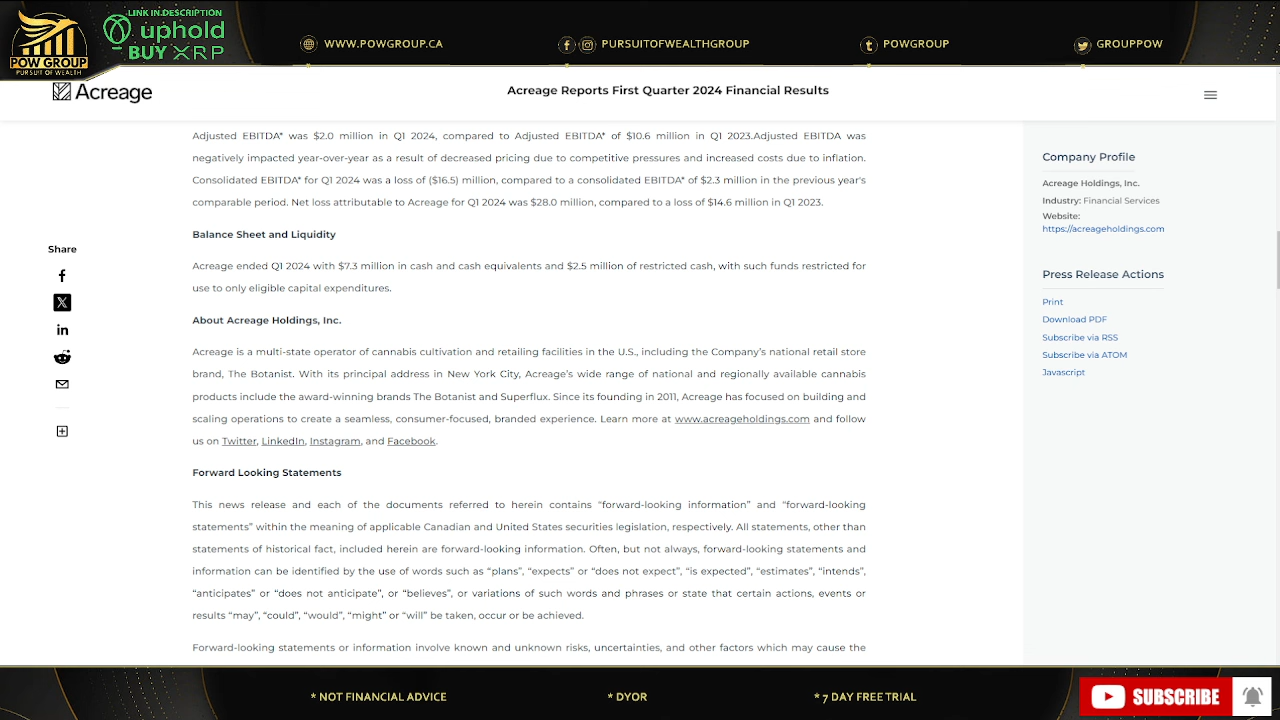 LINK IN DESCRIPTION
uphold
BUY XRP
POW GROUP
PURSUIT OF WEALTH
WWW.POWGROUP.CA
PURSUITOFWEALTHGROUP
POWGROUP
GROUPPOW
Acreage
Acreage Reports First Quarter 2024 Financial Results
Adjusted EBITDA* was $2.0 million in Q1 2024, compared to Adjusted EBITDA* of $10.6 million in Q1 2023.Adjusted EBITDA was
negatively impacted year-over-year as a result of decreased pricing due to competitive pressures and increased costs due to inflation.
Consolidated EBITDA* for Q1 2024 was a loss of ($16.5) million, compared to a consolidated EBITDA* of $2.3 million in the previous year's
comparable period. Net loss attributable to Acreage for Q1 2024 was $28.0 million, compared to a loss of $14.6 million in Q1 2023.
Balance Sheet and Liquidity
Acreage ended Q1 2024 with $7.3 million in cash and cash equivalents and $2.5 million of restricted cash, with such funds restricted for
use to only eligible capital expenditures.
About Acreage Holdings, Inc.
Acreage is a multi-state operator of cannabis cultivation and retailing facilities in the U.S., including the Company's national retail store
brand, The Botanist. With its principal address in New York City, Acreage's wide range of national and regionally available cannabis
products include the award-winning brands The Botanist and Superflux. Since its founding in 2011, Acreage has focused on building and
scaling operations to create a seamless, consumer-focused, branded experience. Learn more at www.acreageholdings.com and follow
us on Twitter, LinkedIn, Instagram, and Facebook.
Forward Looking Statements
This news release and each of the documents referred to herein contains “forward-looking information” and “forward-looking
statements” within the meaning of applicable Canadian and United States securities legislation, respectively. All statements, other than
statements of historical fact, included herein are forward-looking information. Often, but not always, forward-looking statements and
information can be identified by the use of words such as “plans”, “expects” or “does not expect”, “is expected”, “estimates”, “intends”,
“anticipates” or “does not anticipate”, or “believes”, or variations of such words and phrases or state that certain actions, events or
results “may”, “could”, “would”, “might” or “will” be taken, occur or be achieved.
Forward-looking statements or information involve known and unknown risks, uncertainties, and other factors which may cause the
Share
Company Profile
Acreage Holdings, Inc.
Industry: Financial Services
Website:
https://acreageholdings.com
Press Release Actions
Print
Download PDF
Subscribe via RSS
Subscribe via ATOM
Javascript
* NOT FINANCIAL ADVICE
* DYOR
* 7 DAY FREE TRIAL
SUBSCRIBE